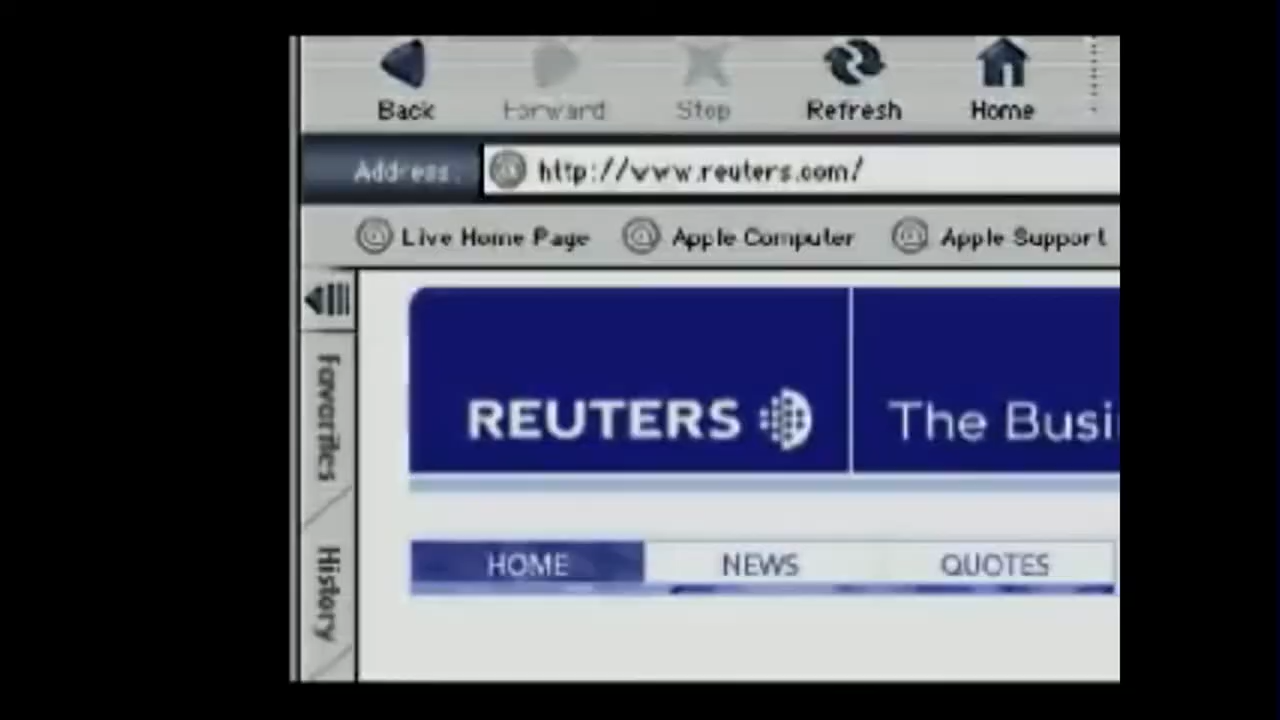 Back Forward Stop Refresh Home
Address: http://www.reuters.com/
Live Home Page Apple Computer Apple Support
Favorites
History
REUTERS The Busi
HOME NEWS QUOTES